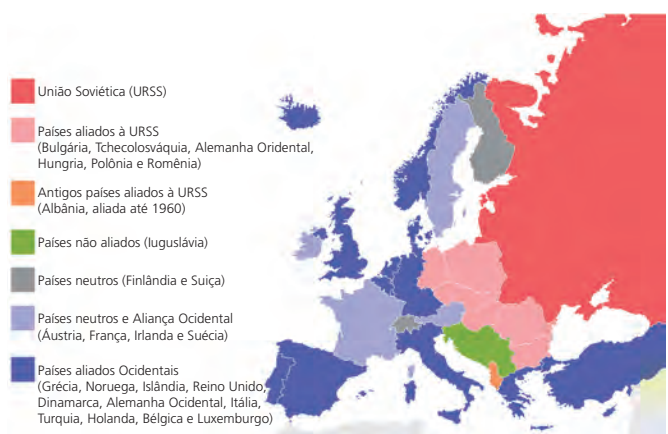 União Soviética (URSS)
Países aliados à URSS
(Bulgária, Tchecolosváquia, Alemanha Oridental,
Hungria, Polônia e Romênia)
Antigos países aliados à URSS
(Albânia, aliada até 1960)
Países não aliados (Iuguslávia)
Países neutros (Finlândia e Suiça)
Países neutros e Aliança Ocidental
(Áustria, França, Irlanda e Suécia)
Países aliados Ocidentais
(Grécia, Noruega, Islândia, Reino Unido,
Dinamarca, Alemanha Ocidental, Itália,
Turquia, Holanda, Bélgica e Luxemburgo)